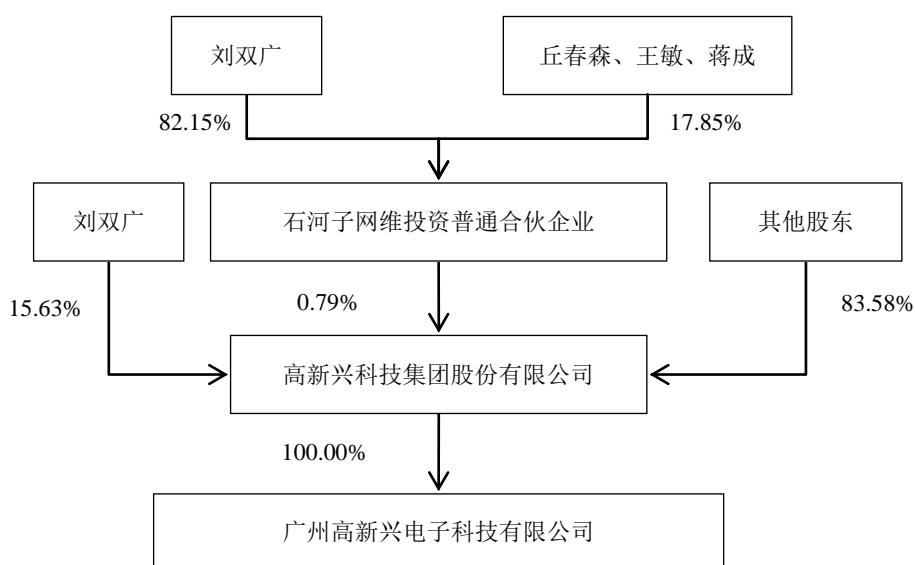 刘双广
丘春森、王敏、蒋成
82.15%
17.85%
刘双广
石河子网维投资普通合伙企业
其他股东
15.63%
0.79%
83.58%
高新兴科技集团股份有限公司
100.00%
广州高新兴电子科技有限公司